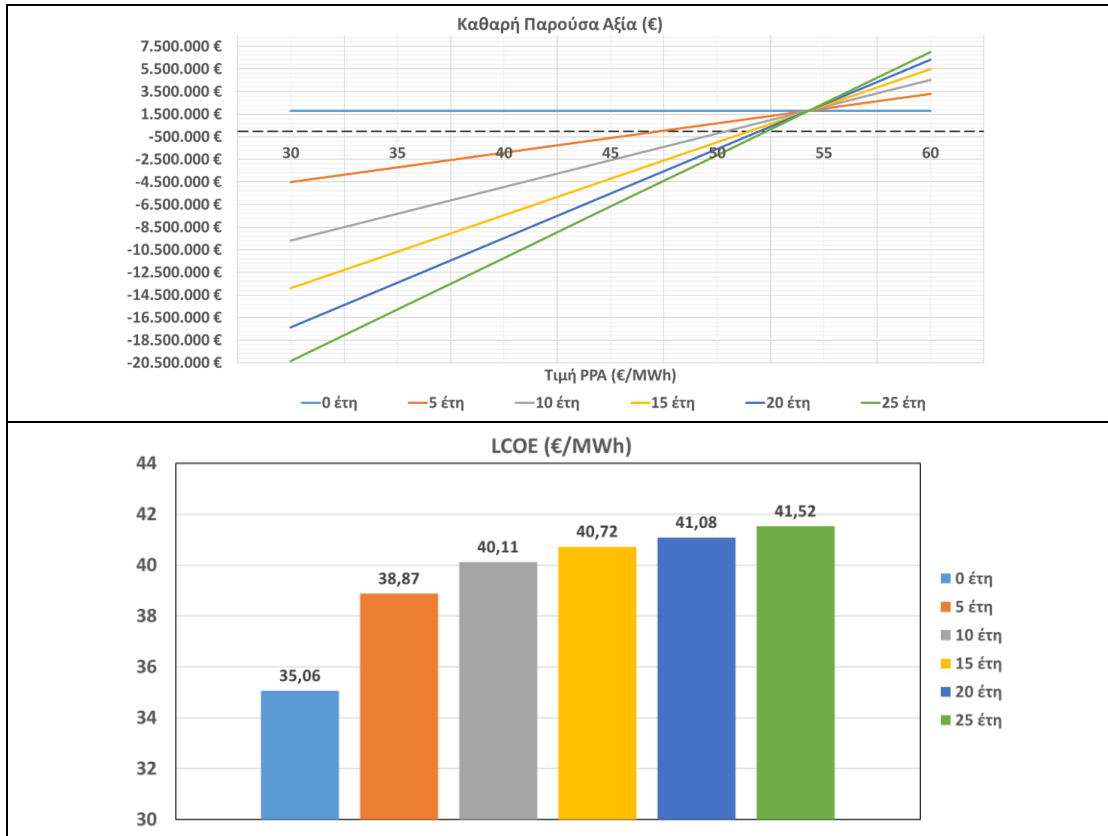 Καθαρή Παρούσα Αξία (€)
7.500.000 €
5.500.000 €
3.500.000 €
1.500.000 €
-500.000 €
-2.500.000 €
-4.500.000 €
-6.500.000 €
-8.500.000 €
-10.500.000 €
-12.500.000 €
-14.500.000 €
-16.500.000 €
-18.500.000 €
-20.500.000 €
30 35 40 45 50 55 60
Τιμή PPA (€/MWh)
0 έτη 5 έτη 10 έτη 15 έτη 20 έτη 25 έτη
LCOE (€/MWh)
44
42
40
38
36
34
32
30
35,06
38,87
40,11
40,72
41,08
41,52
0 έτη
5 έτη
10 έτη
15 έτη
20 έτη
25 έτη